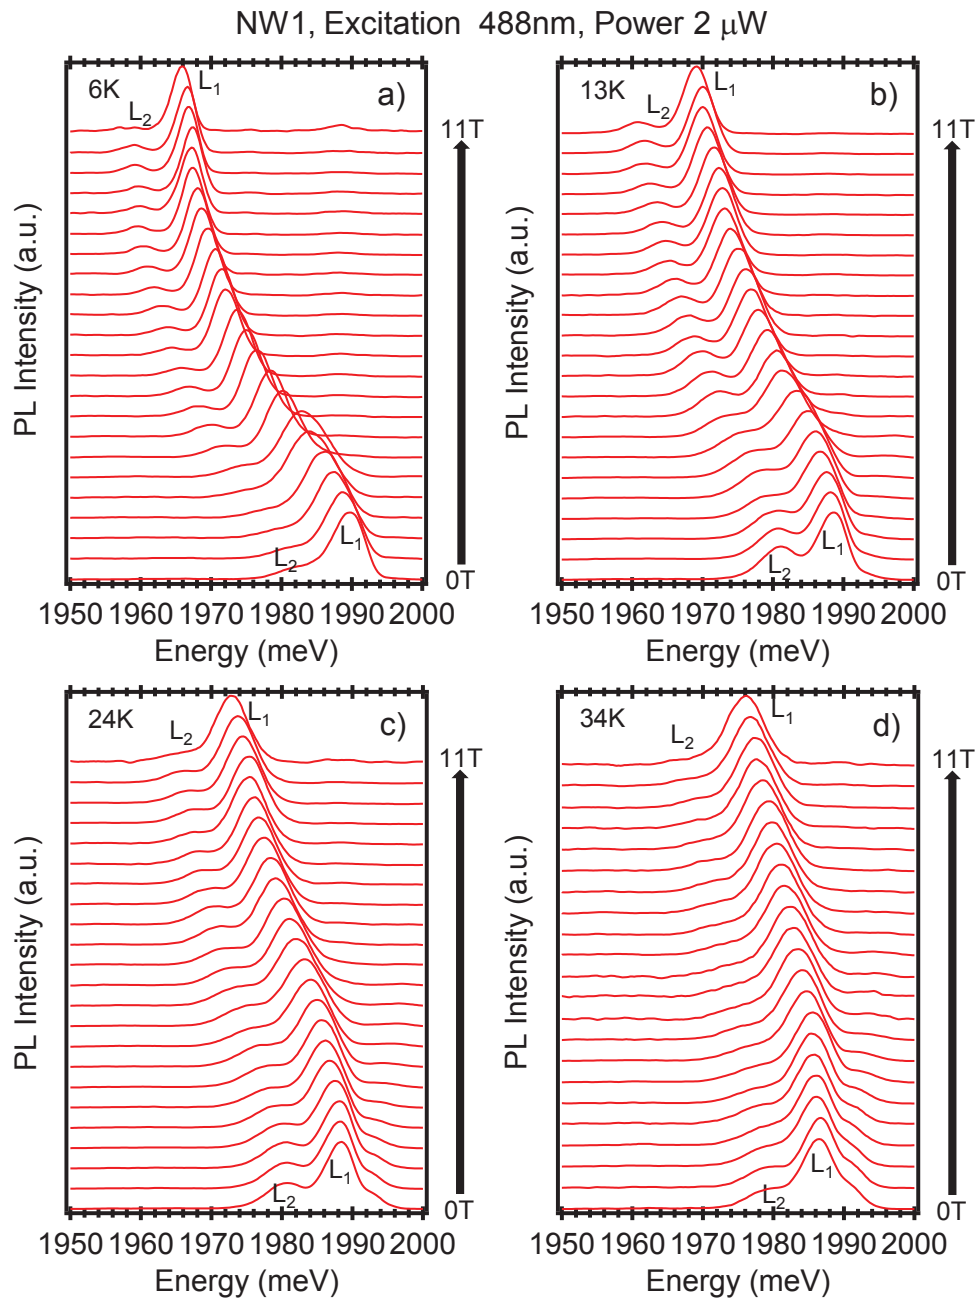 NW1, Excitation 488nm, Power 2 μW
6K
L1
a)
L2
11T
PL Intensity (a.u.)
L2
L1
0T
1950 1960 1970 1980 1990 2000
Energy (meV)
13K
L1
b)
L2
11T
PL Intensity (a.u.)
L1
L2
0T
1950 1960 1970 1980 1990 2000
Energy (meV)
24K
L1
c)
L2
11T
PL Intensity (a.u.)
L1
L2
0T
1950 1960 1970 1980 1990 2000
Energy (meV)
34K
L1
d)
L2
11T
PL Intensity (a.u.)
L1
L2
0T
1950 1960 1970 1980 1990 2000
Energy (meV)